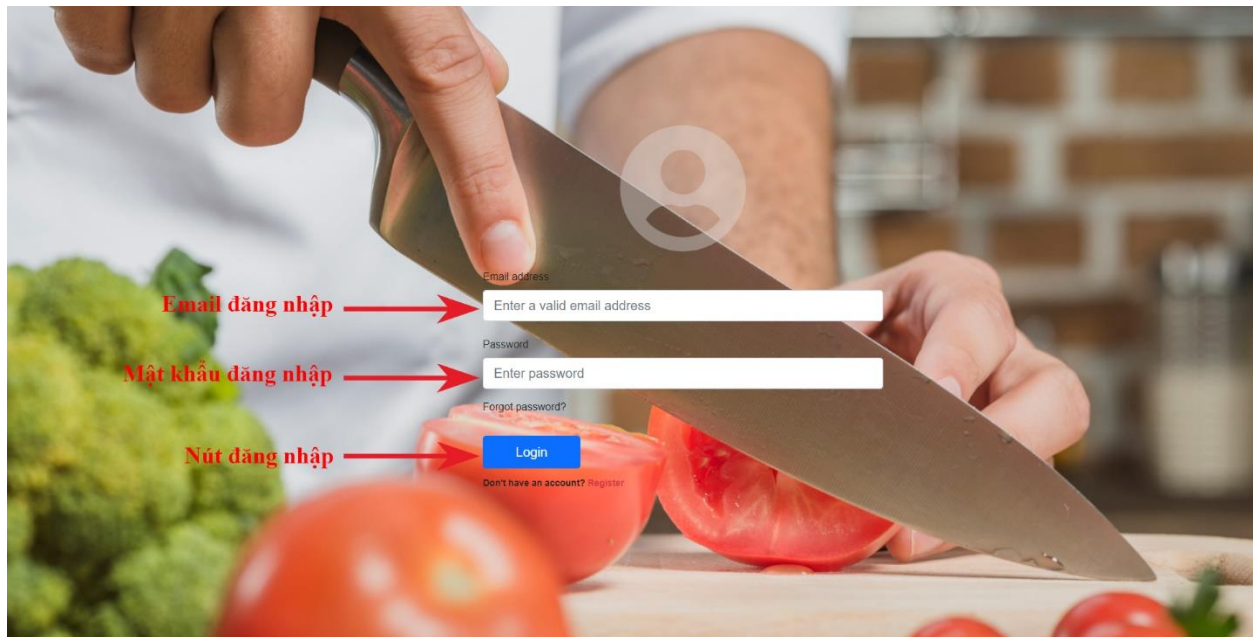 Email address
Email đăng nhập
Enter a valid email address
Password
Mật khẩu đăng nhập
Enter password
Forgot password?
Nút đăng nhập
Login
Don't have an account? Register